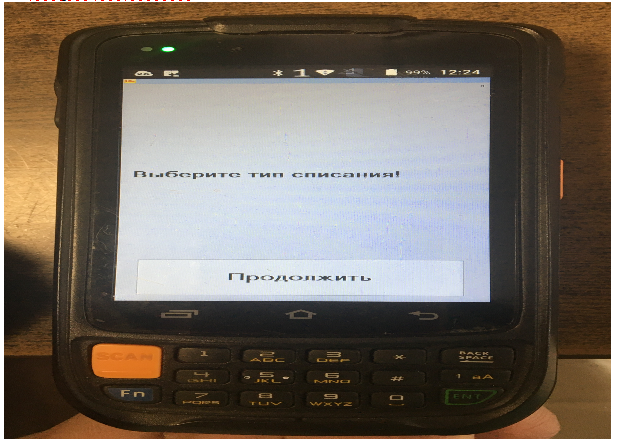 1 99% 12:24
Выберите тип списания!
Продолжить
SCAN 1 2 ABC 3 DEF * BACK SPACE
4 GHI 5 JKL 6 MNO # 1 aA
Fn 7 PQRS 8 TUV 9 WXYZ 0 ENT